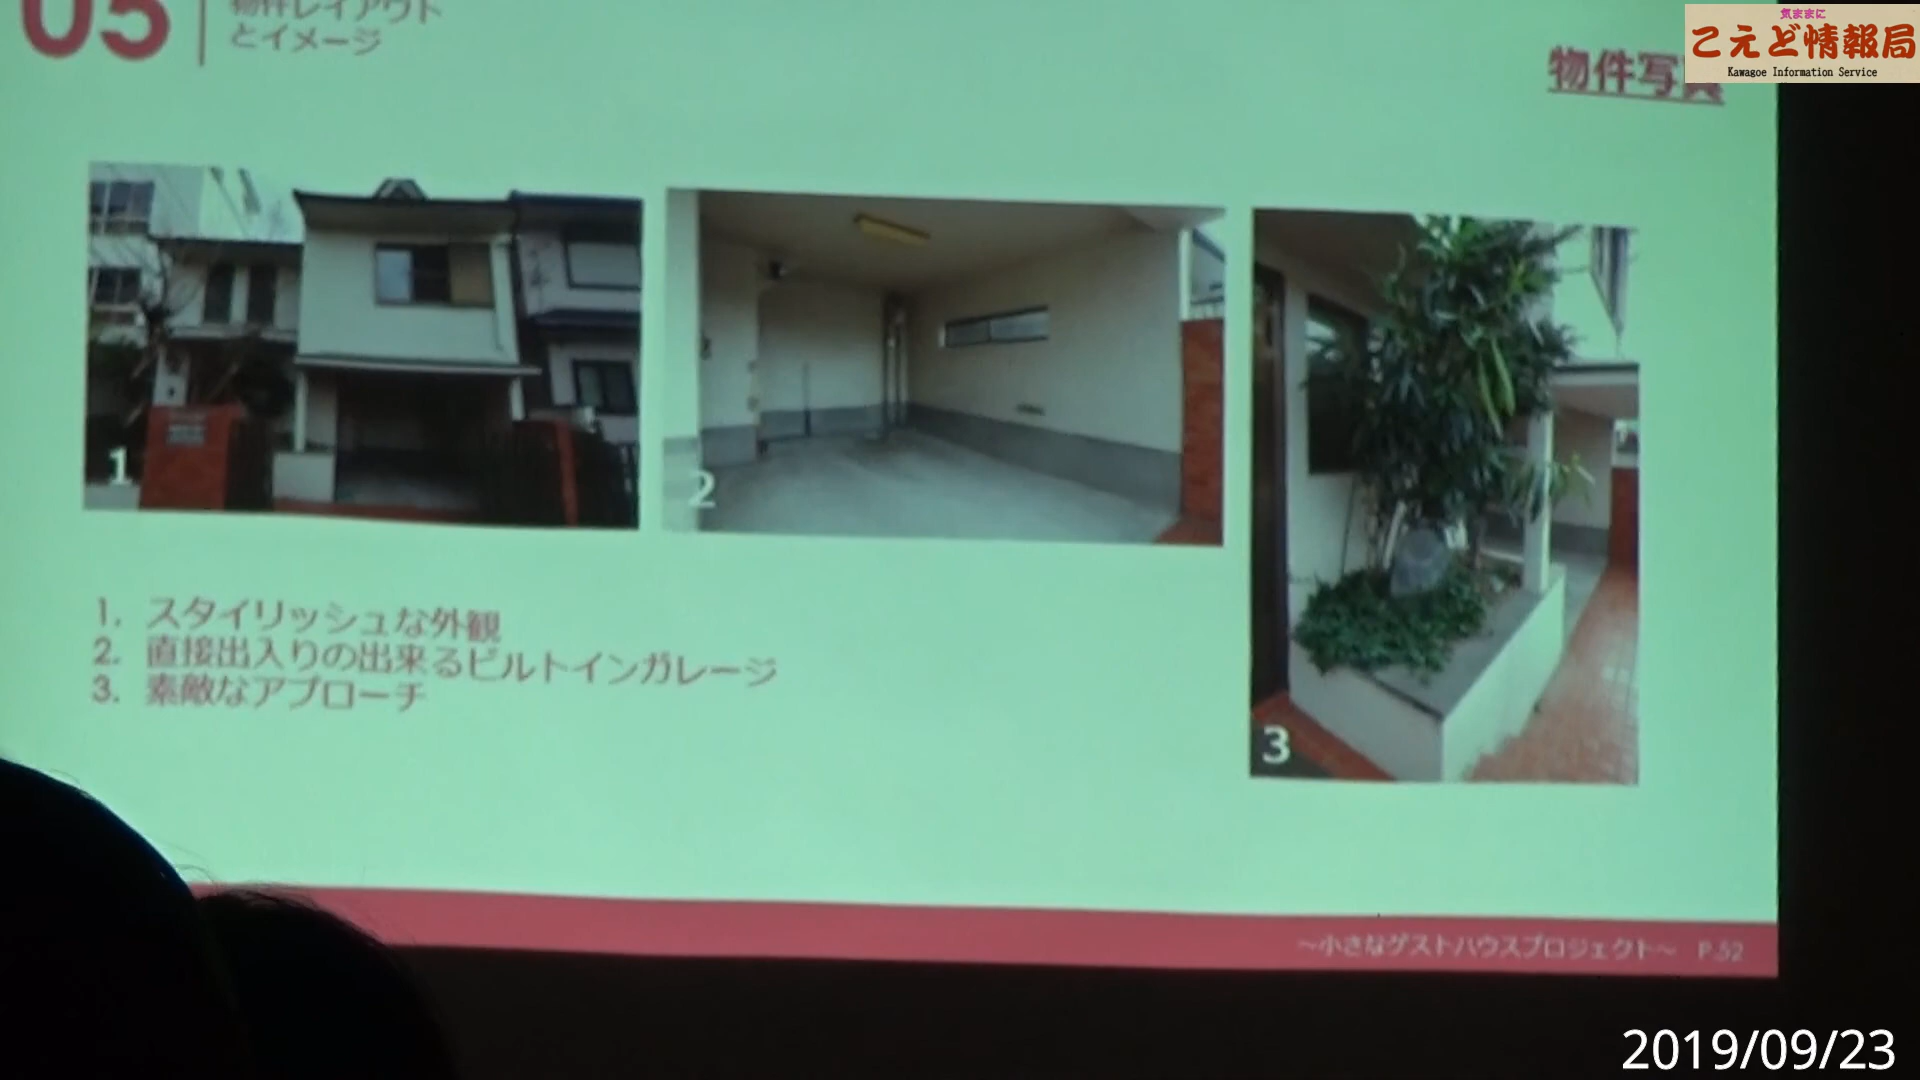 05
物件レイアウト
とイメージ
気ままに
こえど情報局
Kawagoe Information Service
物件写真
1
2
3
1. スタイリッシュな外観
2. 直接出入りの出来るビルトインガレージ
3. 素敵なアプローチ
～小さなゲストハウスプロジェクト～ P.52
2019/09/23